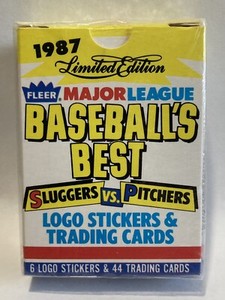 1987
Limited Edition
FLEER MAJOR LEAGUE
BASEBALL'S
BEST
SLUGGERS VS. PITCHERS
LOGO STICKERS &
TRADING CARDS
6 LOGO STICKERS & 44 TRADING CARDS